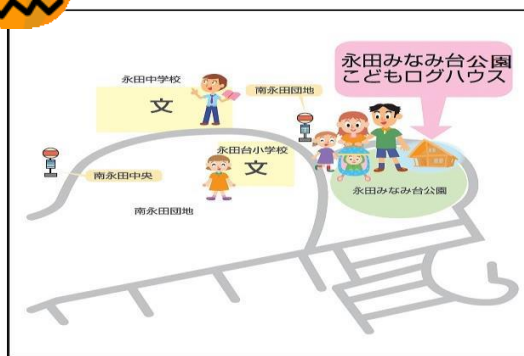 永田みなみ台公園
こどもログハウス
永田中学校
文
南永田団地
永田台小学校
文
南永田中央
永田みなみ台公園
南永田団地